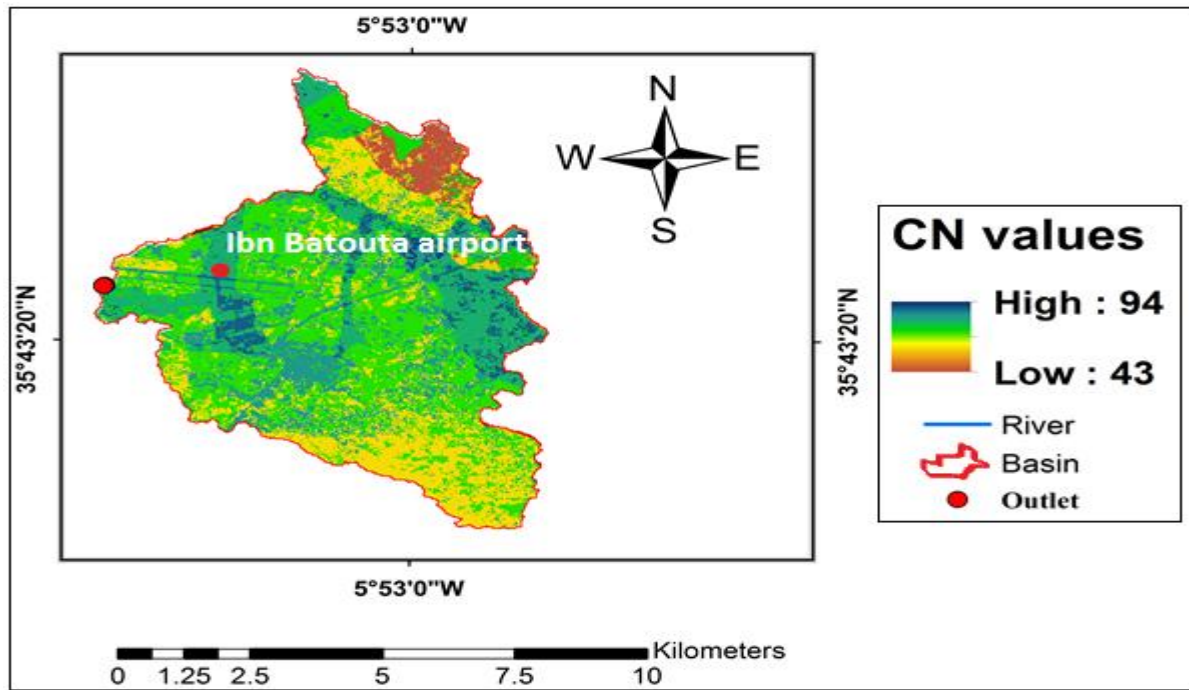 5°53'0"W
N
W
E
S
Ibn Batouta airport
35°43'20"N
35°43'20"N
5°53'0"W
CN values
High : 94
Low : 43
River
Basin
Outlet
Kilometers
0 1.25 2.5 5 7.5 10